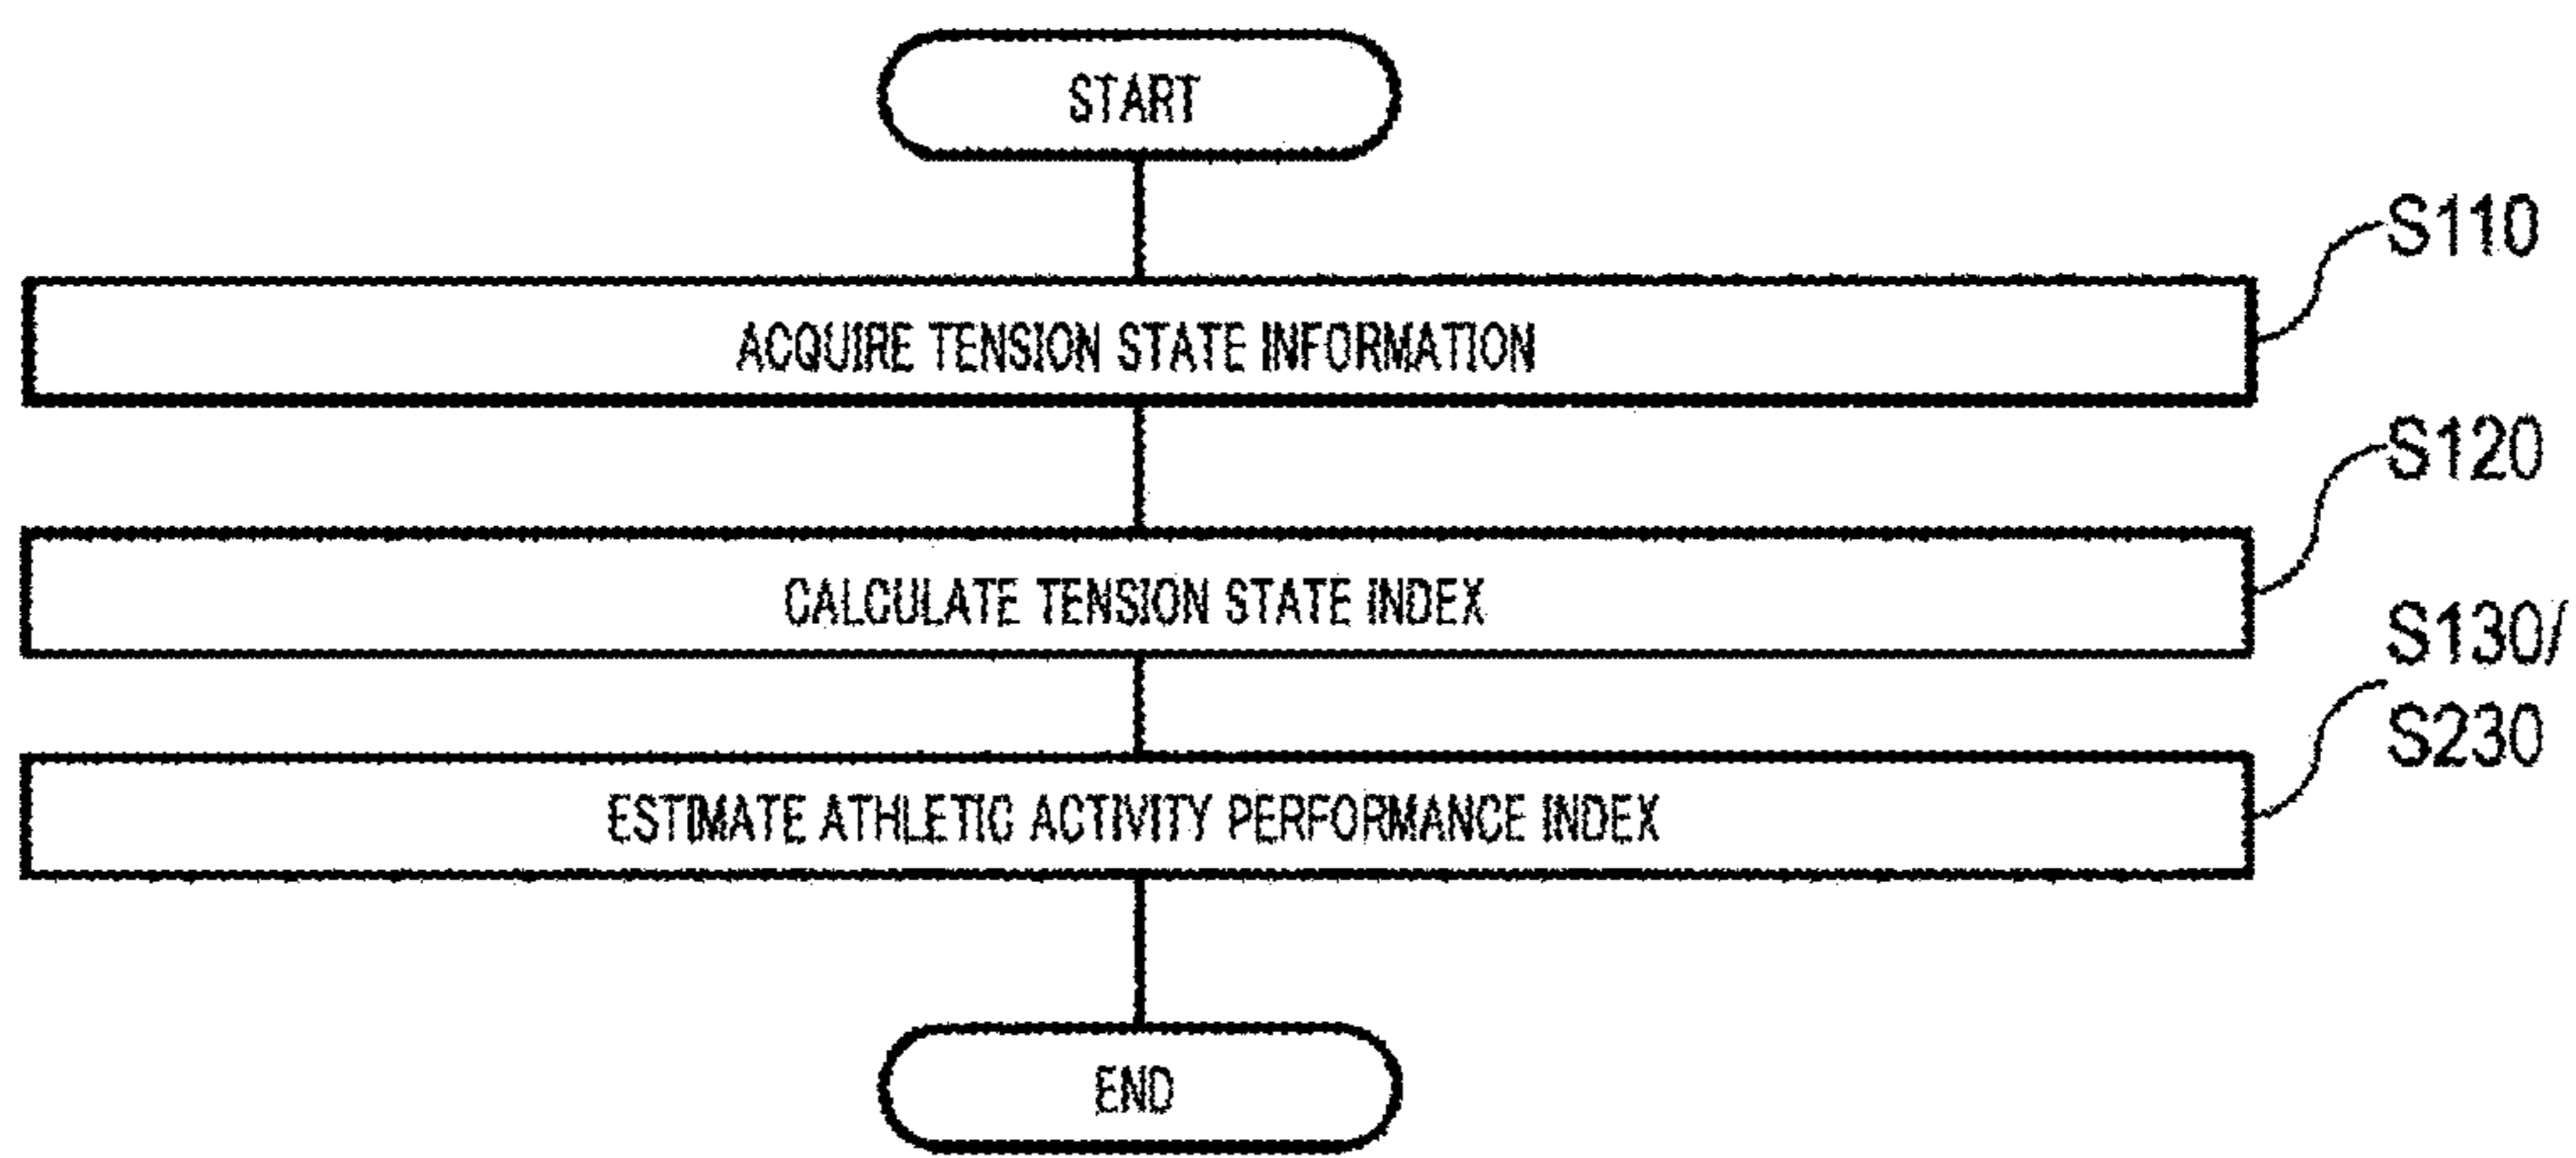 START
S110
ACQUIRE TENSION STATE INFORMATION
S120
CALCULATE TENSION STATE INDEX
S130/
S230
ESTIMATE ATHLETIC ACTIVITY PERFORMANCE INDEX
END